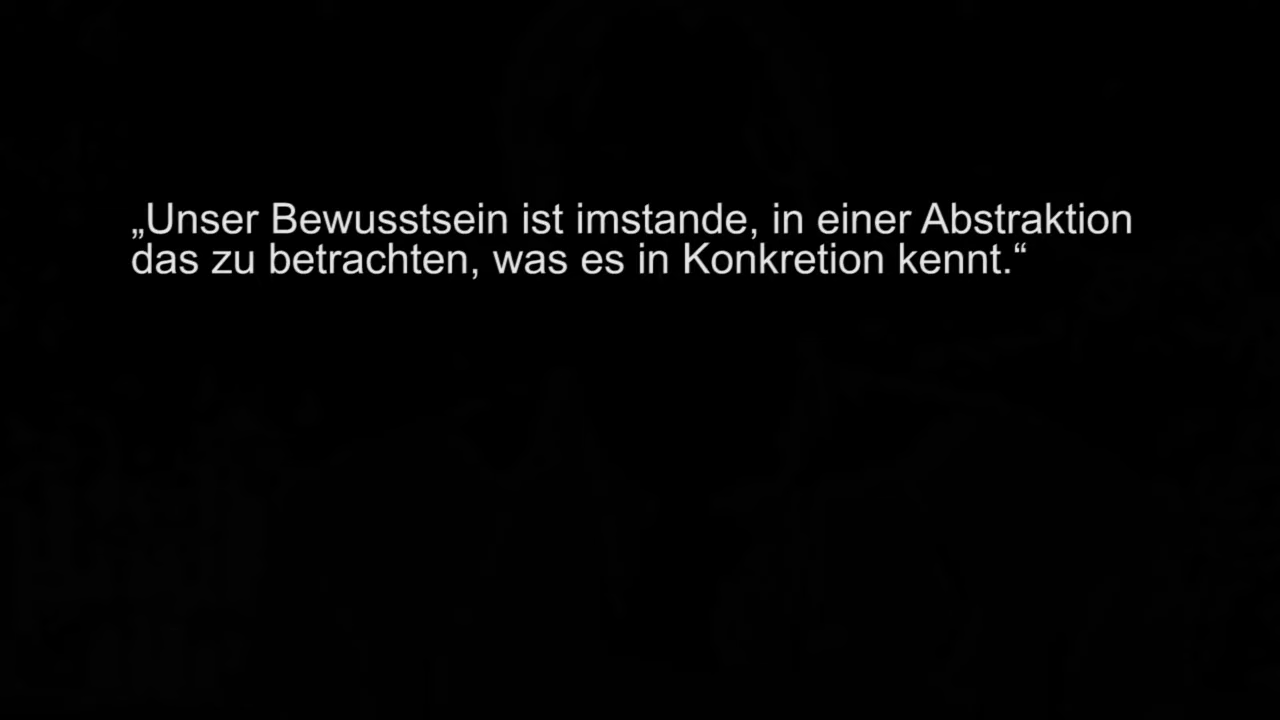 „Unser Bewusstsein ist imstande, in einer Abstraktion
das zu betrachten, was es in Konkretion kennt.“